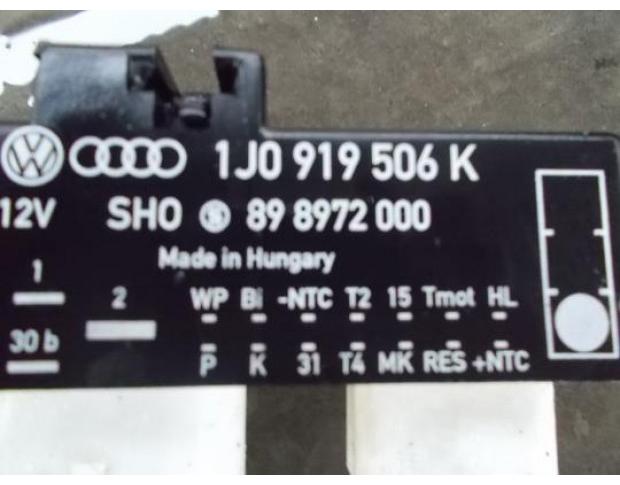 1J0 919 506 K
12V SHO 89 8972 000
Made in Hungary
1 2 WP Bi -NTC T2 15 Tmot HL
30 b P K 31 T4 MK RES +NTC